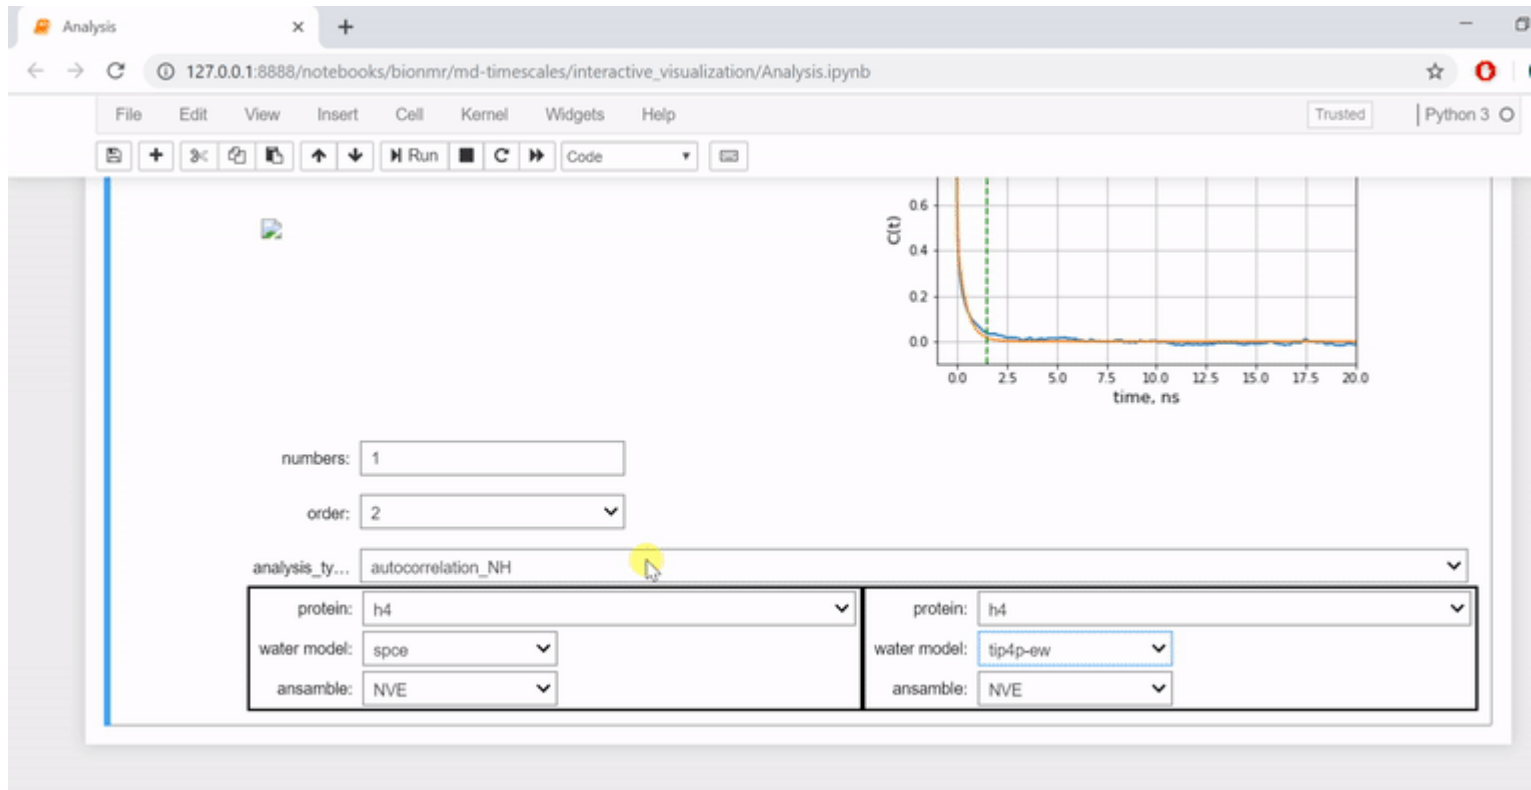 Analysis
127.0.0.1:8888/notebooks/bionmr/md-timescales/interactive_visualization/Analysis.ipynb
File Edit View Insert Cell Kernel Widgets Help Trusted Python 3
Run Code
0.6
C(t)
0.4
0.2
0.0
0.0 2.5 5.0 7.5 10.0 12.5 15.0 17.5 20.0
time, ns
numbers: 1
order: 2
analysis_ty... autocorrelation_NH
protein: h4 protein: h4
water model: spce water model: tip4p-ew
ansamble: NVE ansamble: NVE